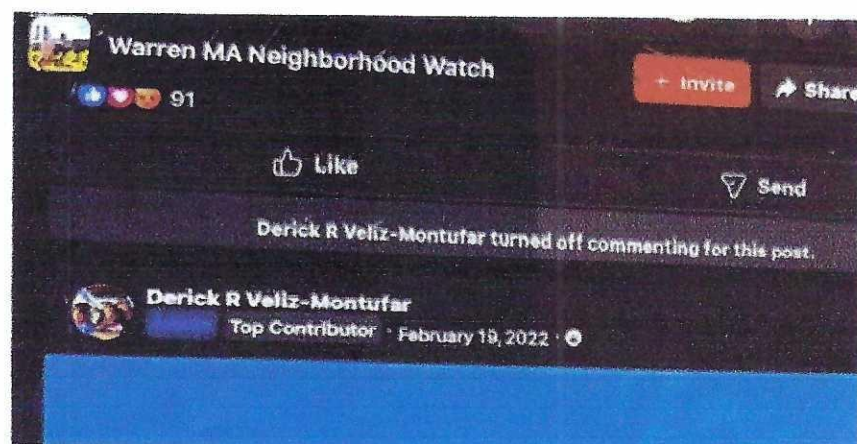 Warren MA Neighborhood Watch
+ Invite
Share
91
Like
Send
Derick R Veliz-Montufar turned off commenting for this post.
Derick R Veliz-Montufar
Top Contributor · February 19, 2022 ·